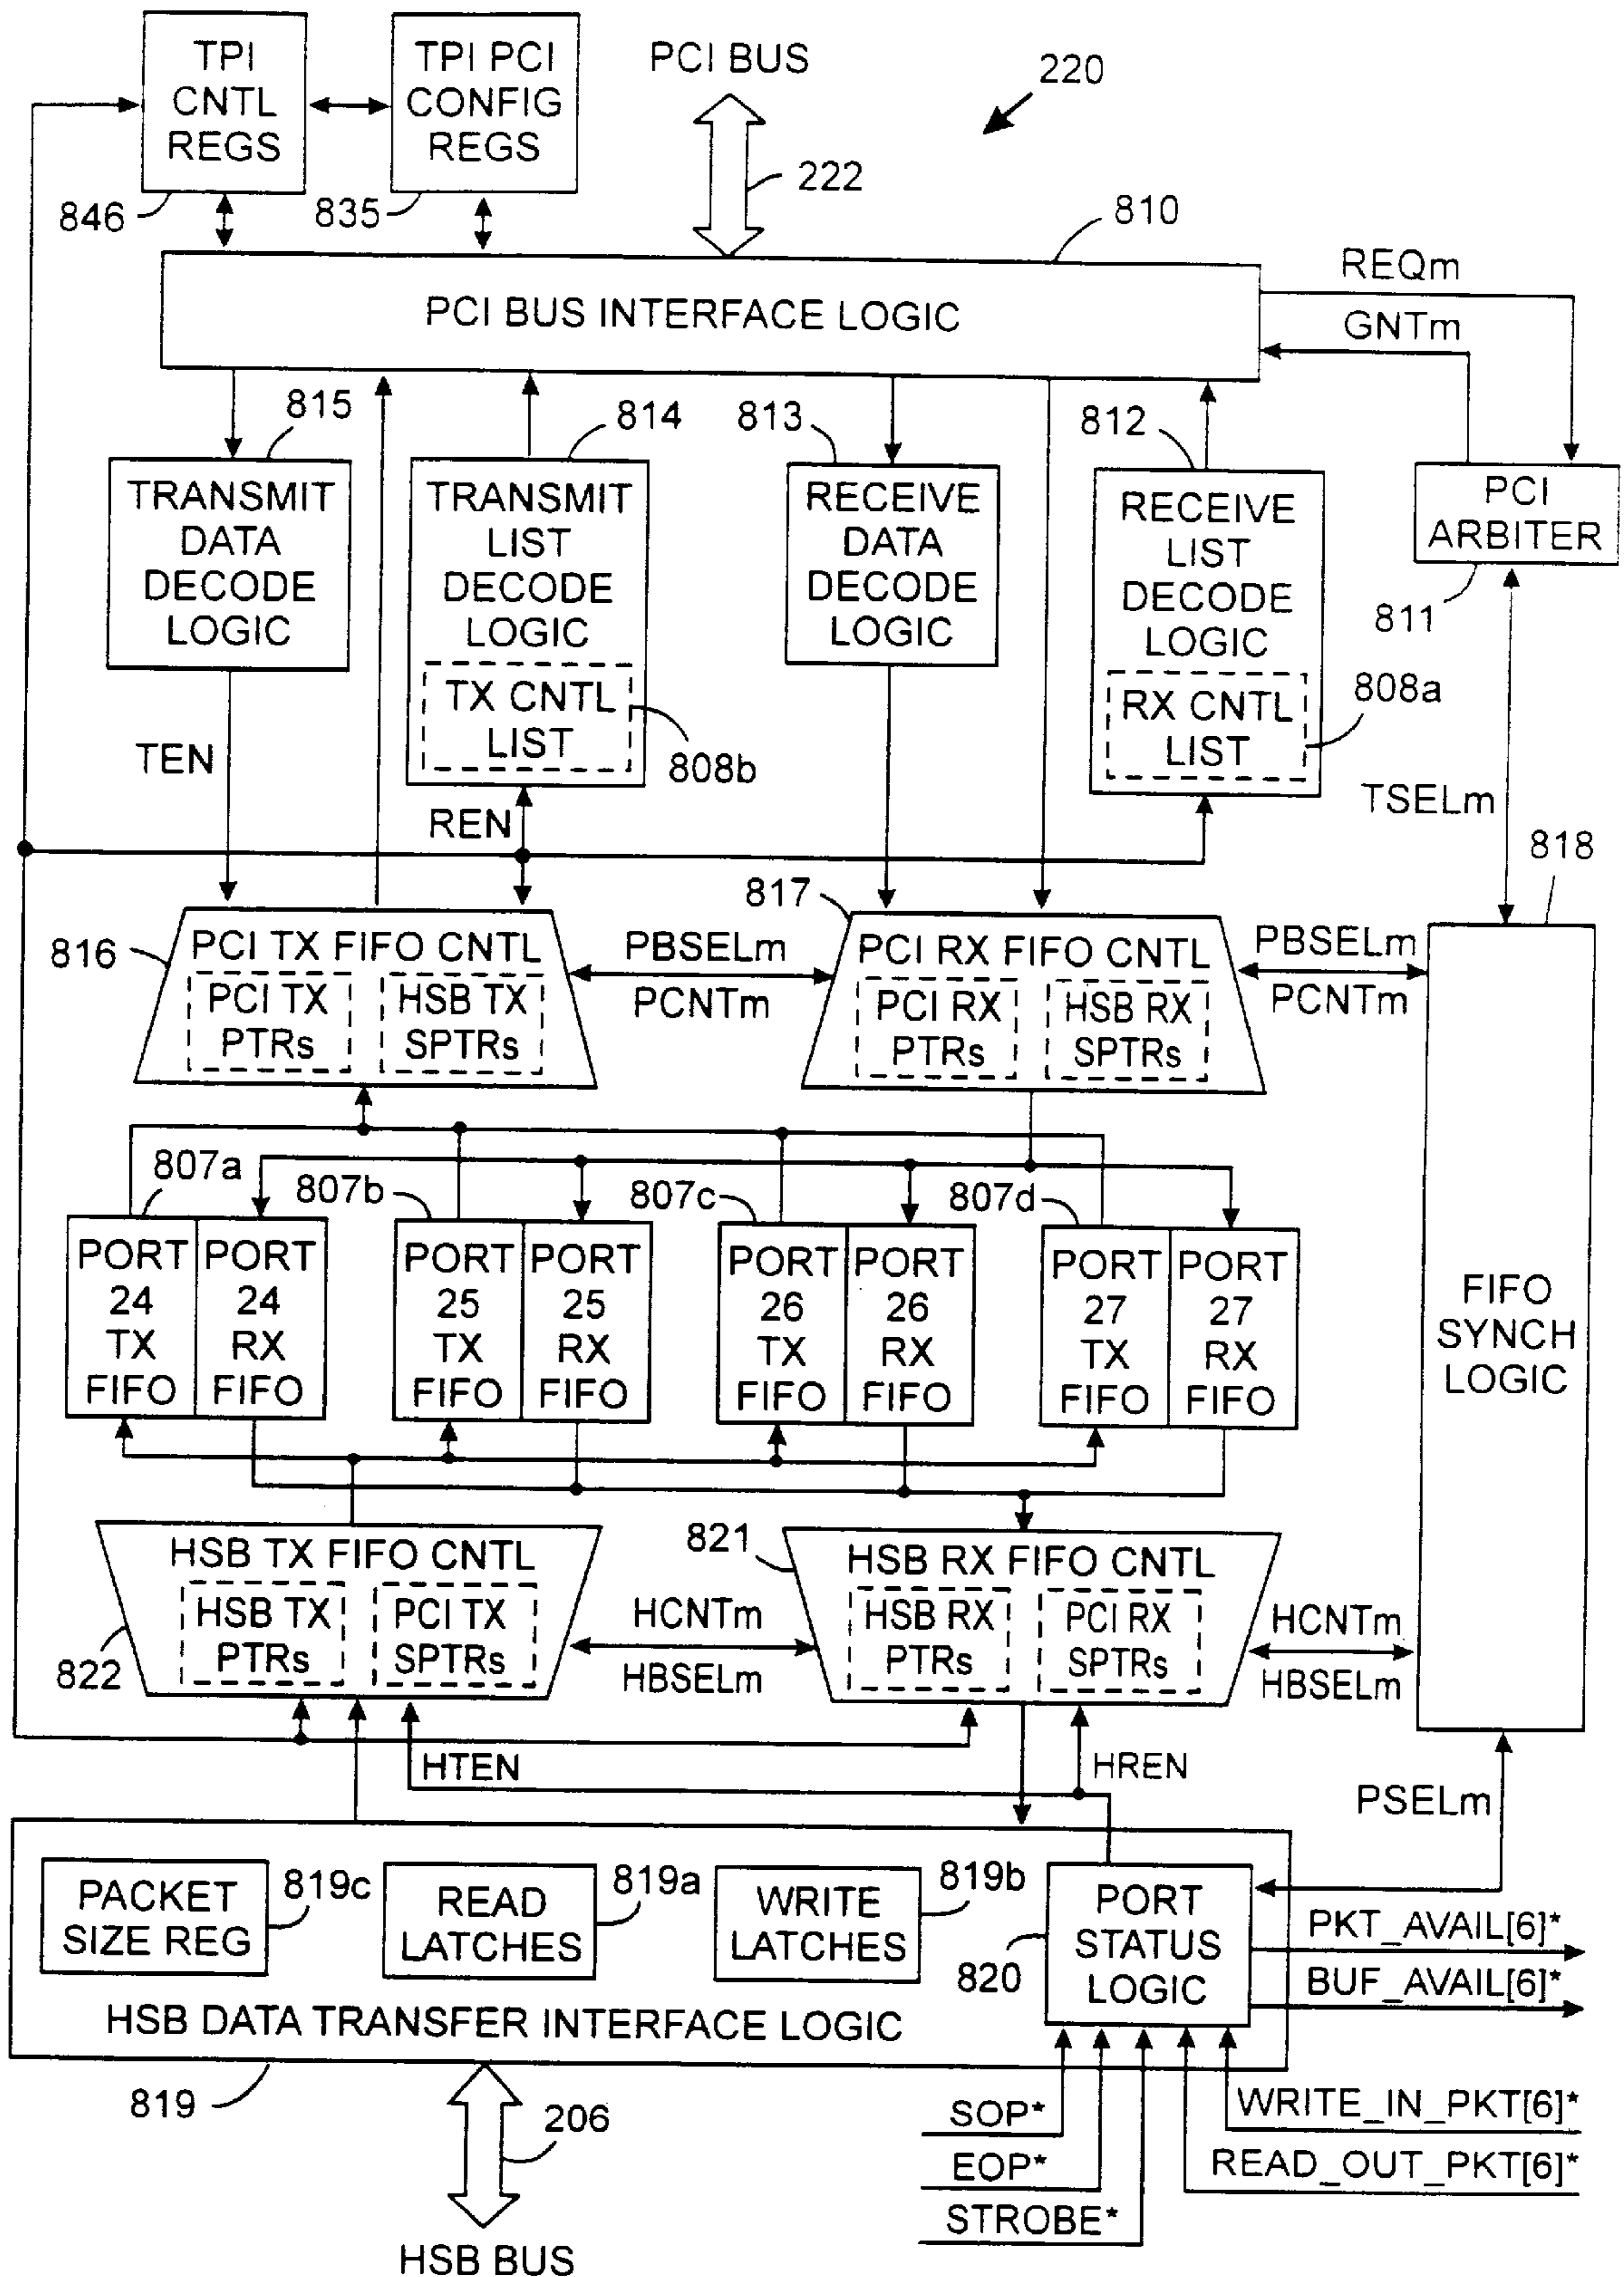 TPI
CNTL
REGS
TPI PCI
CONFIG
REGS
PCI BUS
220
222
846
835
810
PCI BUS INTERFACE LOGIC
REQm
GNTm
815
814
813
812
TRANSMIT
DATA
DECODE
LOGIC
TRANSMIT
LIST
DECODE
LOGIC
TX CNTL
LIST
808b
RECEIVE
DATA
DECODE
LOGIC
RECEIVE
LIST
DECODE
LOGIC
RX CNTL
LIST
808a
PCI
ARBITER
811
TEN
REN
TSELm
818
817
816
PCI TX FIFO CNTL
PCI TX
PTRs
HSB TX
SPTRs
PBSELm
PCNTm
PCI RX FIFO CNTL
PCI RX
PTRs
HSB RX
SPTRs
PBSELm
PCNTm
807a
807b
807c
807d
PORT
24
TX
FIFO
PORT
24
RX
FIFO
PORT
25
TX
FIFO
PORT
25
RX
FIFO
PORT
26
TX
FIFO
PORT
26
RX
FIFO
PORT
27
TX
FIFO
PORT
27
RX
FIFO
FIFO
SYNCH
LOGIC
HSB TX FIFO CNTL
HSB TX
PTRs
PCI TX
SPTRs
822
HCNTm
HBSELm
821
HSB RX FIFO CNTL
HSB RX
PTRs
PCI RX
SPTRs
HCNTm
HBSELm
HTEN
HREN
PSELm
PACKET
SIZE REG
819c
READ
LATCHES
819a
WRITE
LATCHES
819b
PORT
STATUS
LOGIC
820
PKT_AVAIL[6]*
BUF_AVAIL[6]*
HSB DATA TRANSFER INTERFACE LOGIC
819
206
HSB BUS
SOP*
EOP*
STROBE*
WRITE_IN_PKT[6]*
READ_OUT_PKT[6]*